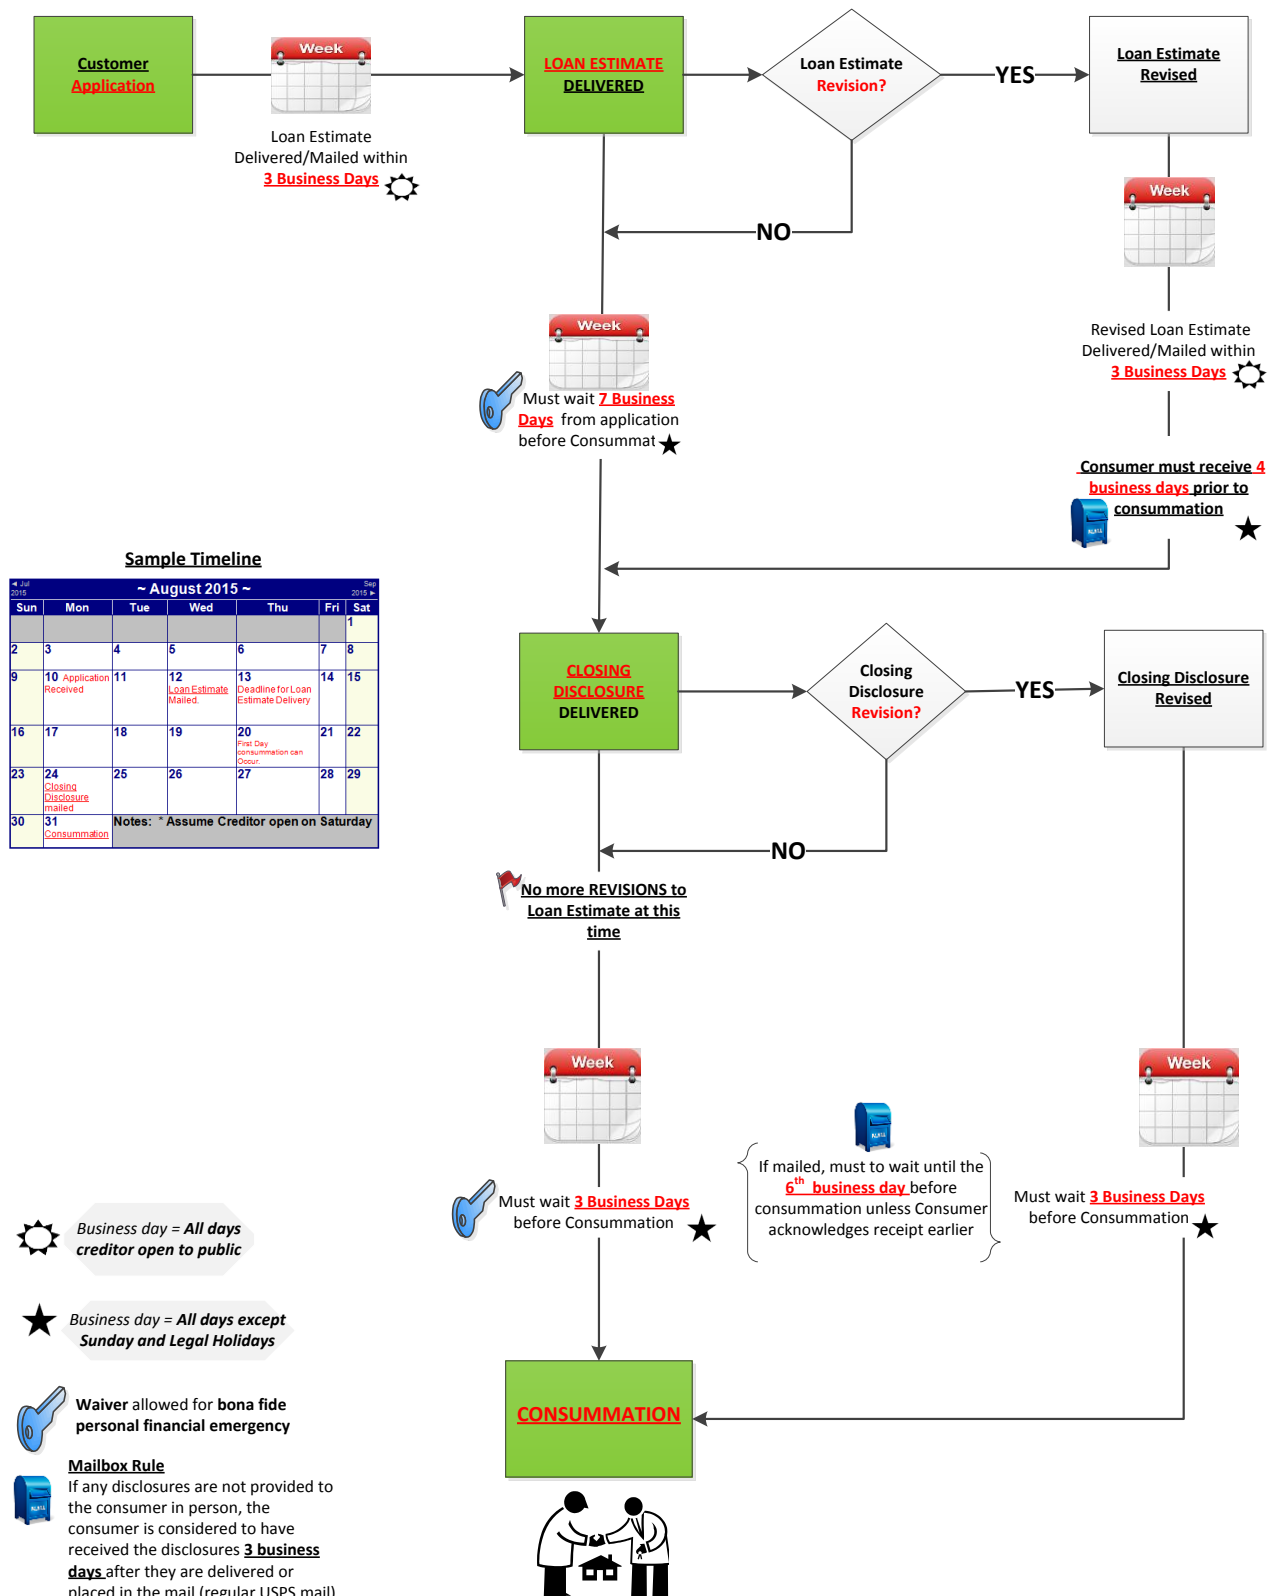 Customer
Application
Week
Loan Estimate
Delivered/Mailed within
3 Business Days
LOAN ESTIMATE
DELIVERED
Loan Estimate
Revision?
YES
Loan Estimate
Revised
NO
Week
Revised Loan Estimate
Delivered/Mailed within
3 Business Days
Week
Must wait 7 Business
Days from application
before Consummat
Consumer must receive 4
business days prior to
consummation
Sample Timeline
◄ Jul
2015
~ August 2015 ~
Sep
2015 ►
Sun Mon Tue Wed Thu Fri Sat
1
2 3 4 5 6 7 8
9 10 Application
Received
11 12
Loan Estimate
Mailed.
13
Deadline for Loan
Estimate Delivery
14 15
16 17 18 19 20
First Day
consummation can
Occur.
21 22
23 24
Closing
Disclosure
mailed
25 26 27 28 29
30 31
Consummation
Notes: * Assume Creditor open on Saturday
CLOSING
DISCLOSURE
DELIVERED
Closing
Disclosure
Revision?
YES
Closing Disclosure
Revised
NO
No more REVISIONS to
Loan Estimate at this
time
Week
Must wait 3 Business Days
before Consummation
If mailed, must to wait until the
6th business day before
consummation unless Consumer
acknowledges receipt earlier
Week
Must wait 3 Business Days
before Consummation
Business day = All days
creditor open to public
Business day = All days except
Sunday and Legal Holidays
Waiver allowed for bona fide
personal financial emergency
CONSUMMATION
Mailbox Rule
If any disclosures are not provided to
the consumer in person, the
consumer is considered to have
received the disclosures 3 business
days after they are delivered or
placed in the mail (regular USPS mail)